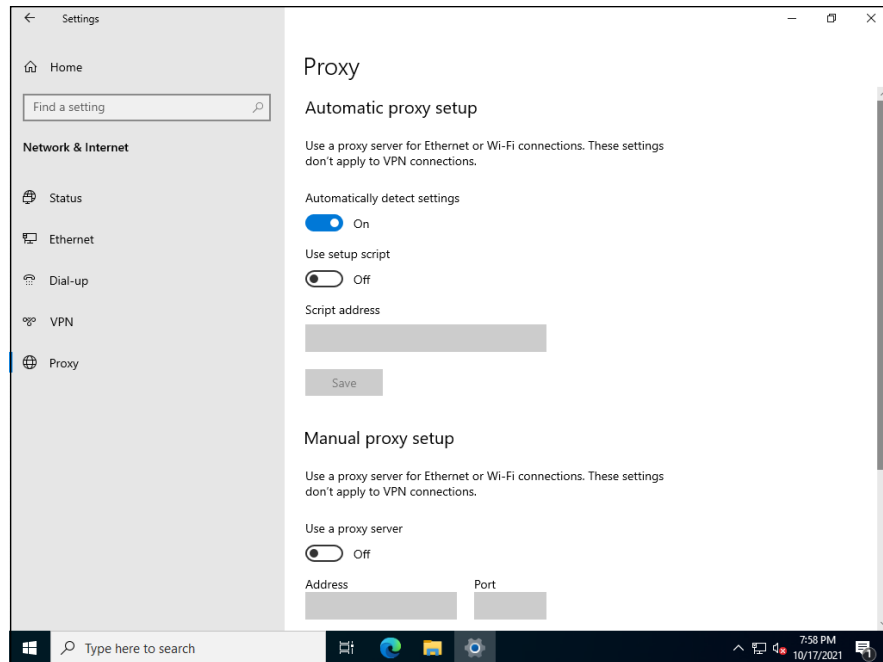 Settings
Home
Find a setting
Network & Internet
Status
Ethernet
Dial-up
VPN
Proxy
Proxy
Automatic proxy setup
Use a proxy server for Ethernet or Wi-Fi connections. These settings
don't apply to VPN connections.
Automatically detect settings
On
Use setup script
Off
Script address
Save
Manual proxy setup
Use a proxy server for Ethernet or Wi-Fi connections. These settings
don't apply to VPN connections.
Use a proxy server
Off
Address Port
Type here to search
7:58 PM
10/17/2021
1